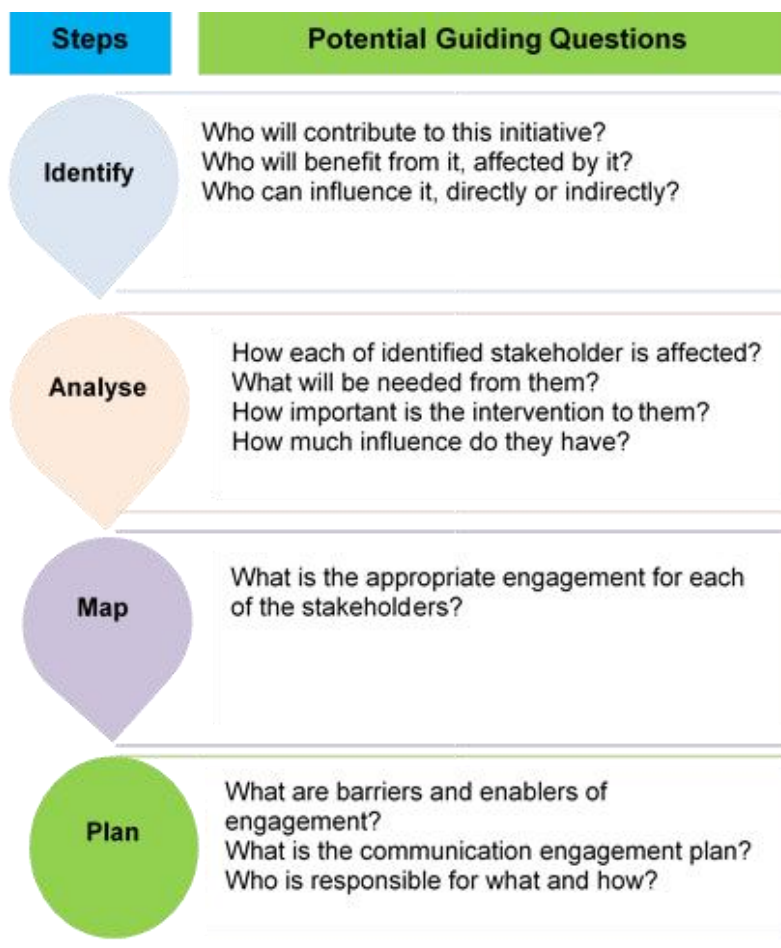 Steps
Potential Guiding Questions
Identify
Who will contribute to this initiative?
Who will benefit from it, affected by it?
Who can influence it, directly or indirectly?
Analyse
How each of identified stakeholder is affected?
What will be needed from them?
How important is the intervention to them?
How much influence do they have?
Map
What is the appropriate engagement for each
of the stakeholders?
Plan
What are barriers and enablers of
engagement?
What is the communication engagement plan?
Who is responsible for what and how?